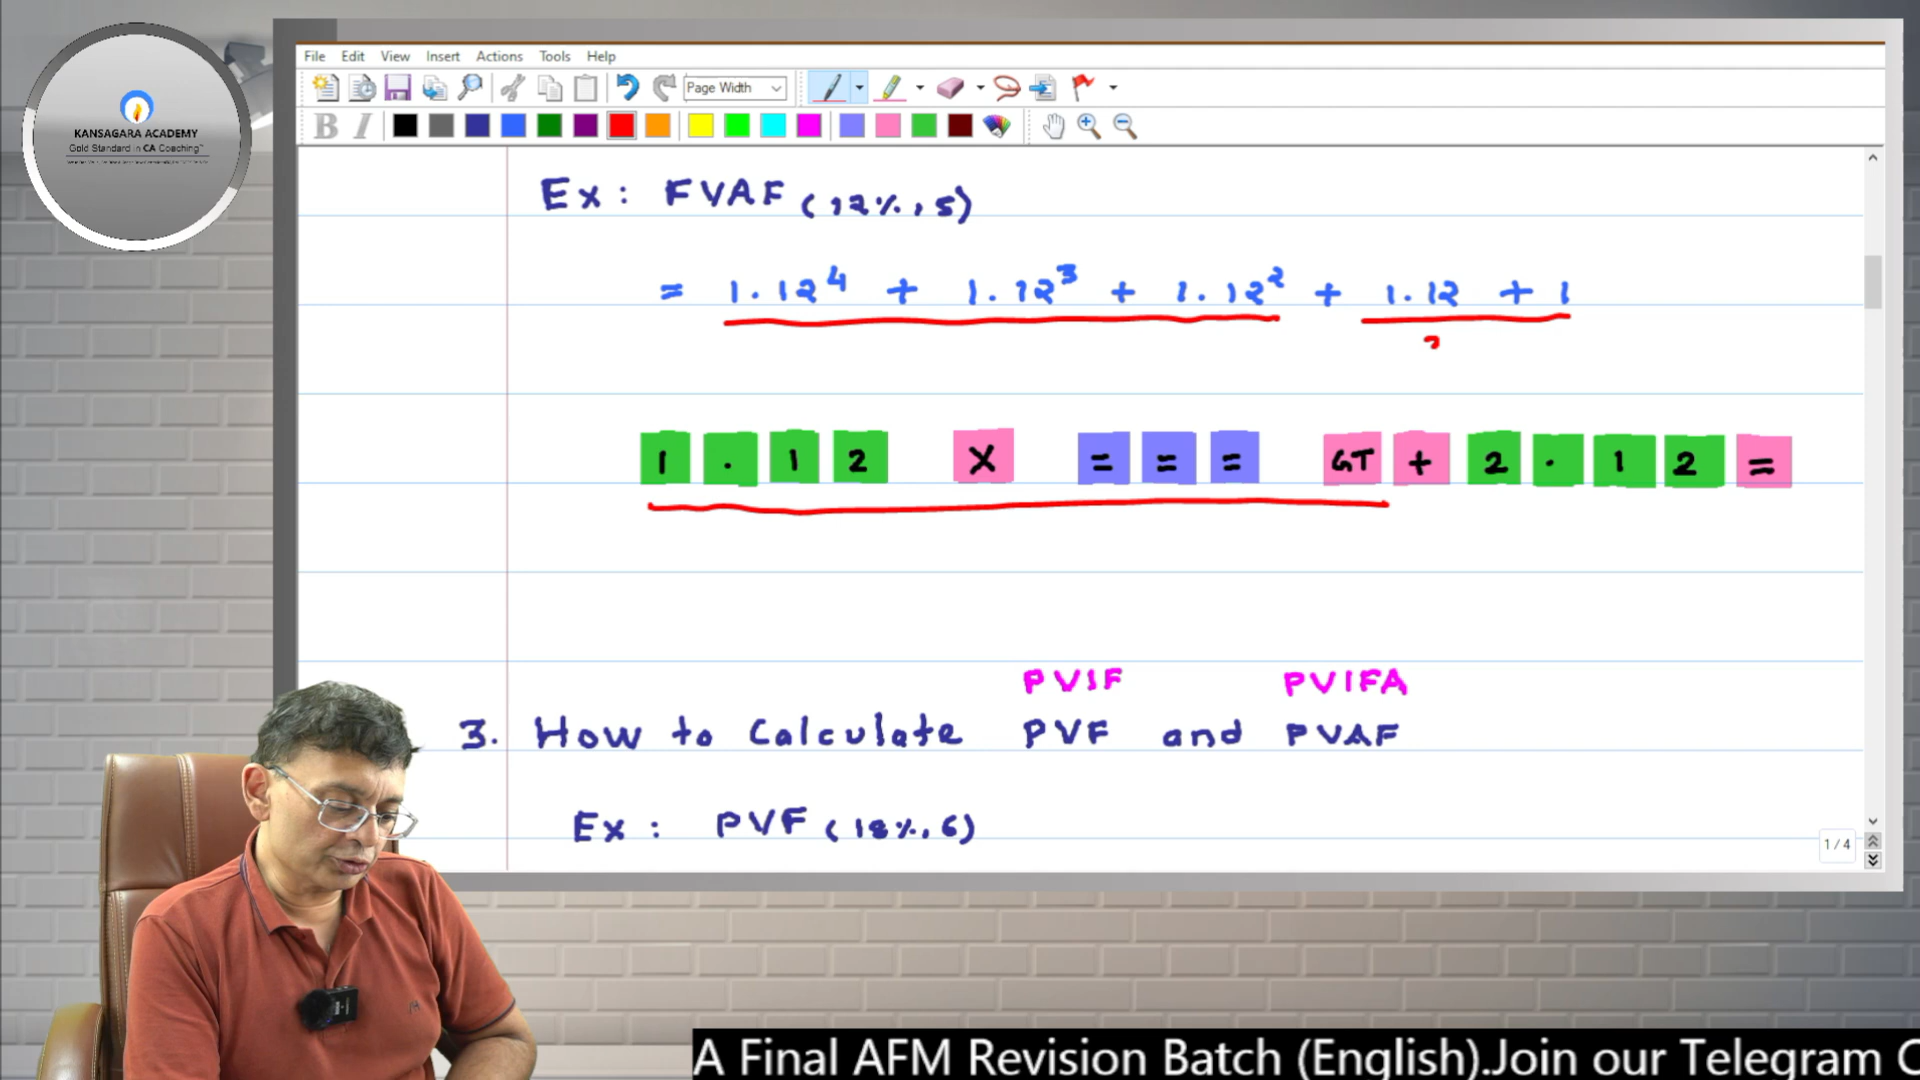 KANSAGARA ACADEMY
Gold Standard in CA Coaching™
File Edit View Insert Actions Tools Help
Page Width
B I
Ex : FVAF (12%, 5)
= 1.12⁴ + 1.12³ + 1.12² + 1.12 + 1
1 . 1 2 X = = = GT + 2 . 1 2 =
PVIF PVIFA
3. How to Calculate PVF and PVAF
Ex : PVF (18%, 6)
1 / 4
A Final AFM Revision Batch (English).Join our Telegram C